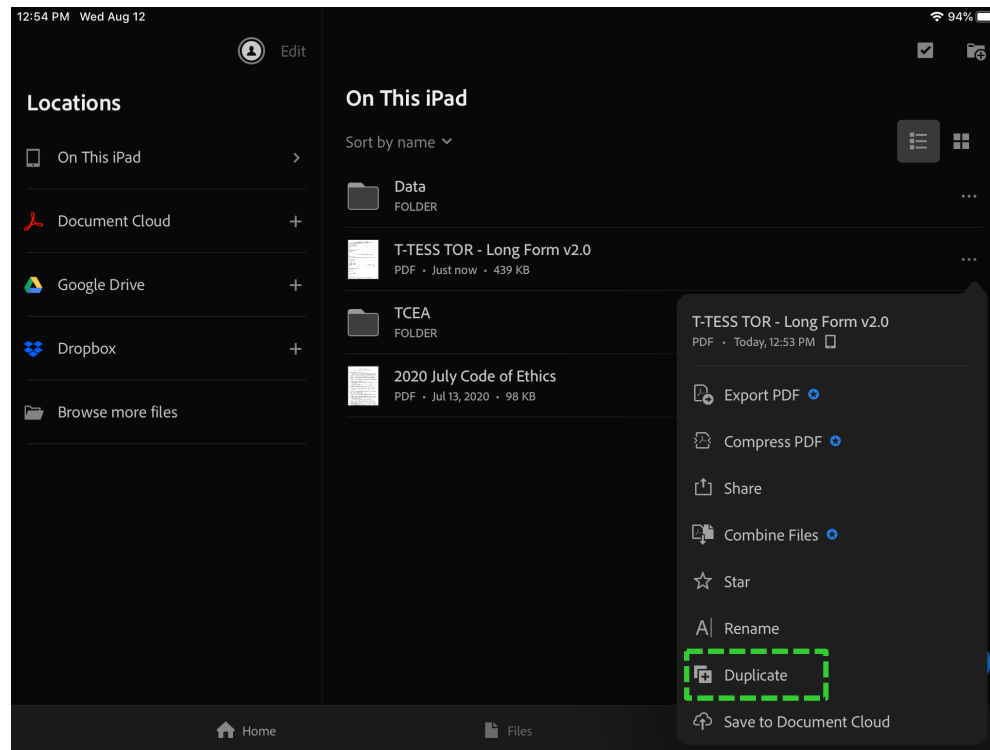 12:54 PM Wed Aug 12
94%
Edit
Locations
On This iPad
Document Cloud
Google Drive
Dropbox
Browse more files
On This iPad
Sort by name
Data
FOLDER
T-TESS TOR - Long Form v2.0
PDF • Just now • 439 KB
TCEA
FOLDER
2020 July Code of Ethics
PDF • Jul 13, 2020 • 98 KB
T-TESS TOR - Long Form v2.0
PDF • Today, 12:53 PM
Export PDF
Compress PDF
Share
Combine Files
Star
Rename
Duplicate
Save to Document Cloud
Home
Files